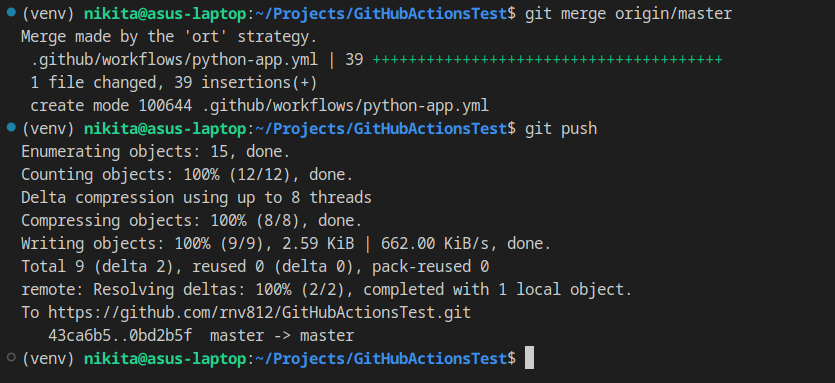 (venv) nikita@asus-laptop:~/Projects/GitHubActionsTest$ git merge origin/master
Merge made by the 'ort' strategy.
 .github/workflows/python-app.yml | 39 +++++++++++++++++++++++++++++++++++++++
 1 file changed, 39 insertions(+)
 create mode 100644 .github/workflows/python-app.yml
(venv) nikita@asus-laptop:~/Projects/GitHubActionsTest$ git push
Enumerating objects: 15, done.
Counting objects: 100% (12/12), done.
Delta compression using up to 8 threads
Compressing objects: 100% (8/8), done.
Writing objects: 100% (9/9), 2.59 KiB | 662.00 KiB/s, done.
Total 9 (delta 2), reused 0 (delta 0), pack-reused 0
remote: Resolving deltas: 100% (2/2), completed with 1 local object.
To https://github.com/rnv812/GitHubActionsTest.git
   43ca6b5..0bd2b5f  master -> master
(venv) nikita@asus-laptop:~/Projects/GitHubActionsTest$